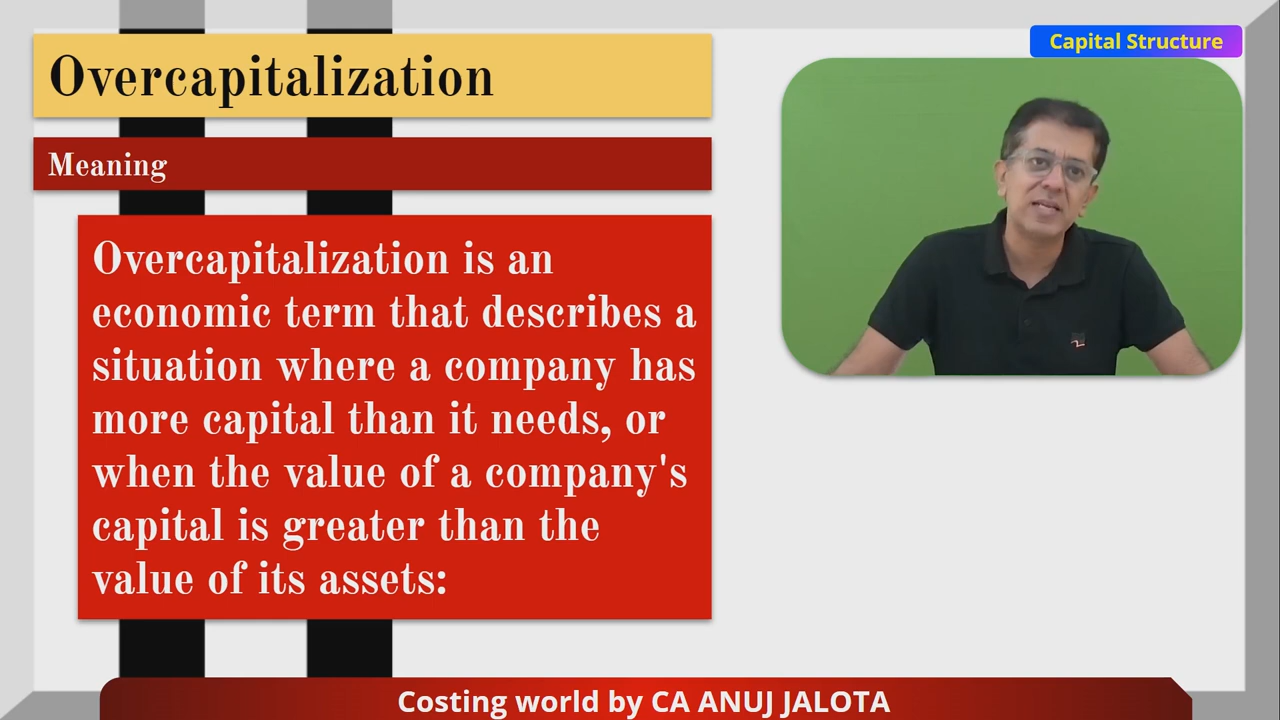 Overcapitalization
Capital Structure
Meaning
Overcapitalization is an
economic term that describes a
situation where a company has
more capital than it needs, or
when the value of a company's
capital is greater than the
value of its assets:
Costing world by CA ANUJ JALOTA